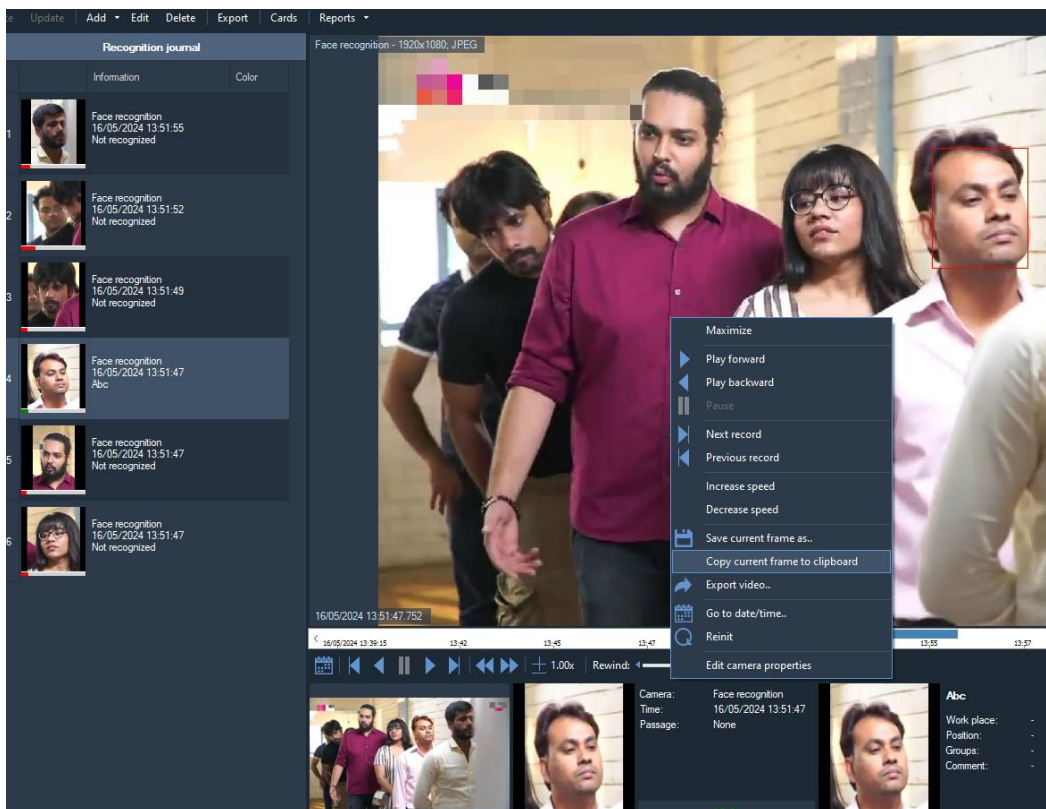 Update
Add
Edit
Delete
Export
Cards
Reports
Recognition journal
Information
Color
1
Face recognition
16/05/2024 13:51:55
Not recognized
2
Face recognition
16/05/2024 13:51:52
Not recognized
3
Face recognition
16/05/2024 13:51:49
Not recognized
4
Face recognition
16/05/2024 13:51:47
Abc
5
Face recognition
16/05/2024 13:51:47
Not recognized
6
Face recognition
16/05/2024 13:51:47
Not recognized
Face recognition - 1920x1080; JPEG
Maximize
Play forward
Play backward
Pause
Next record
Previous record
Increase speed
Decrease speed
Save current frame as..
Copy current frame to clipboard
Export video..
Go to date/time..
Reinit
Edit camera properties
16/05/2024 13:51:47.752
16/05/2024 13:39:15
13:42
13:45
13:47
13:55
13:57
1.00x
Rewind:
Camera: Face recognition
Time: 16/05/2024 13:51:47
Passage: None
Abc
Work place: -
Position: -
Groups: -
Comment: -